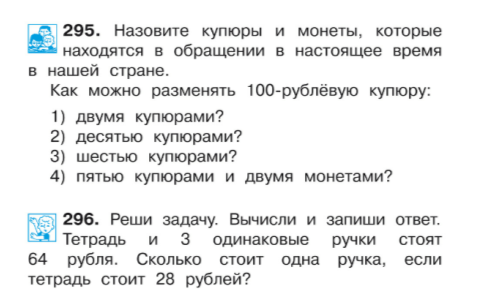 295. Назовите купюры и монеты, которые
находятся в обращении в настоящее время
в нашей стране.
Как можно разменять 100-рублёвую купюру:
1) двумя купюрами?
2) десятью купюрами?
3) шестью купюрами?
4) пятью купюрами и двумя монетами?
296. Реши задачу. Вычисли и запиши ответ.
Тетрадь и 3 одинаковые ручки стоят
64 рубля. Сколько стоит одна ручка, если
тетрадь стоит 28 рублей?